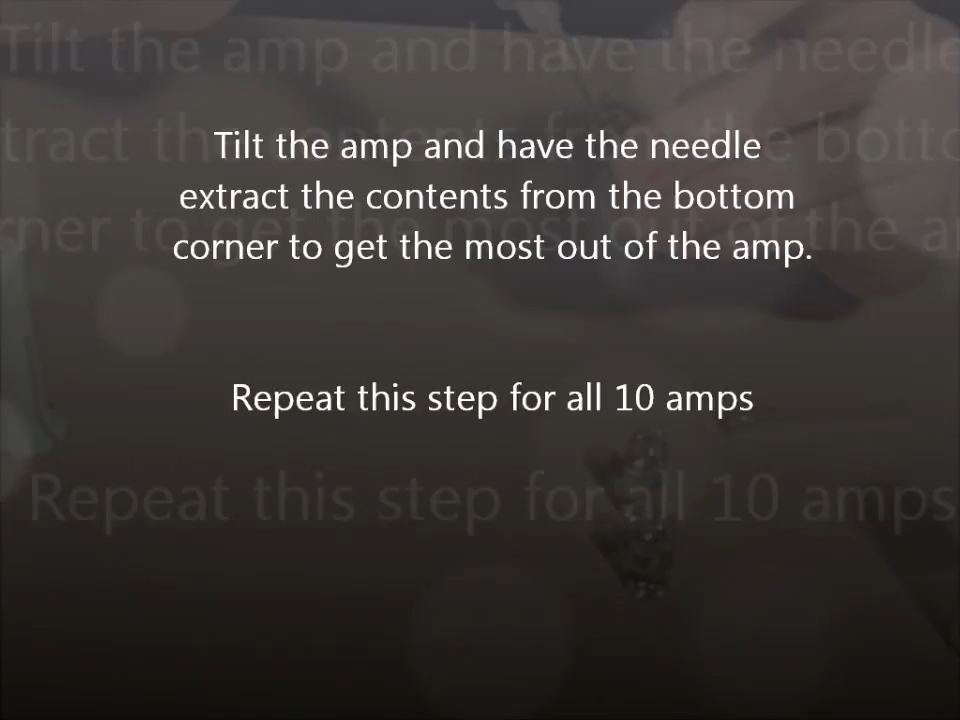 Tilt the amp and have the needle
extract the contents from the bottom
corner to get the most out of the amp.
Repeat this step for all 10 amps